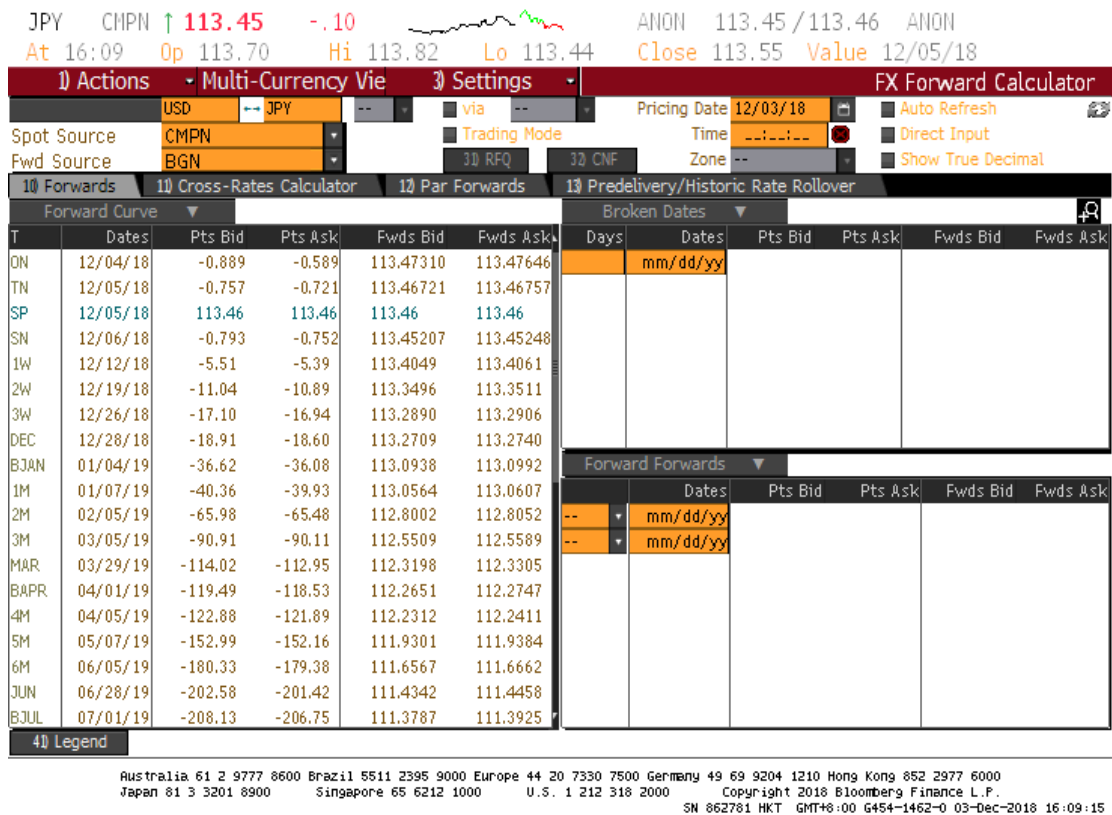 JPY CMPN ↑ 113.45 -.10 ANON 113.45 / 113.46 ANON
At 16:09 Op 113.70 Hi 113.82 Lo 113.44 Close 113.55 Value 12/05/18
1) Actions Multi-Currency Vie 3) Settings FX Forward Calculator
USD ↔ JPY -- via -- Pricing Date 12/03/18 Auto Refresh
Spot Source CMPN Trading Mode Time --:--:-- Direct Input
Fwd Source BGN 31) RFQ 32) CNF Zone -- Show True Decimal
10) Forwards 11) Cross-Rates Calculator 12) Par Forwards 13) Predelivery/Historic Rate Rollover
Forward Curve ▼
T Dates Pts Bid Pts Ask Fwds Bid Fwds Ask
ON 12/04/18 -0.889 -0.589 113.47310 113.47646
TN 12/05/18 -0.757 -0.721 113.46721 113.46757
SP 12/05/18 113.46 113.46 113.46 113.46
SN 12/06/18 -0.793 -0.752 113.45207 113.45248
1W 12/12/18 -5.51 -5.39 113.4049 113.4061
2W 12/19/18 -11.04 -10.89 113.3496 113.3511
3W 12/26/18 -17.10 -16.94 113.2890 113.2906
DEC 12/28/18 -18.91 -18.60 113.2709 113.2740
BJAN 01/04/19 -36.62 -36.08 113.0938 113.0992
1M 01/07/19 -40.36 -39.93 113.0564 113.0607
2M 02/05/19 -65.98 -65.48 112.8002 112.8052
3M 03/05/19 -90.91 -90.11 112.5509 112.5589
MAR 03/29/19 -114.02 -112.95 112.3198 112.3305
BAPR 04/01/19 -119.49 -118.53 112.2651 112.2747
4M 04/05/19 -122.88 -121.89 112.2312 112.2411
5M 05/07/19 -152.99 -152.16 111.9301 111.9384
6M 06/05/19 -180.33 -179.38 111.6567 111.6662
JUN 06/28/19 -202.58 -201.42 111.4342 111.4458
BJUL 07/01/19 -208.13 -206.75 111.3787 111.3925
Broken Dates ▼
Days Dates Pts Bid Pts Ask Fwds Bid Fwds Ask
mm/dd/yy
Forward Forwards ▼
Dates Pts Bid Pts Ask Fwds Bid Fwds Ask
-- mm/dd/yy
-- mm/dd/yy
41) Legend
Australia 61 2 9777 8600 Brazil 5511 2395 9000 Europe 44 20 7330 7500 Germany 49 69 9204 1210 Hong Kong 852 2977 6000
Japan 81 3 3201 8900 Singapore 65 6212 1000 U.S. 1 212 318 2000 Copyright 2018 Bloomberg Finance L.P.
SN 862781 HKT GMT+8:00 G454-1462-0 03-Dec-2018 16:09:15